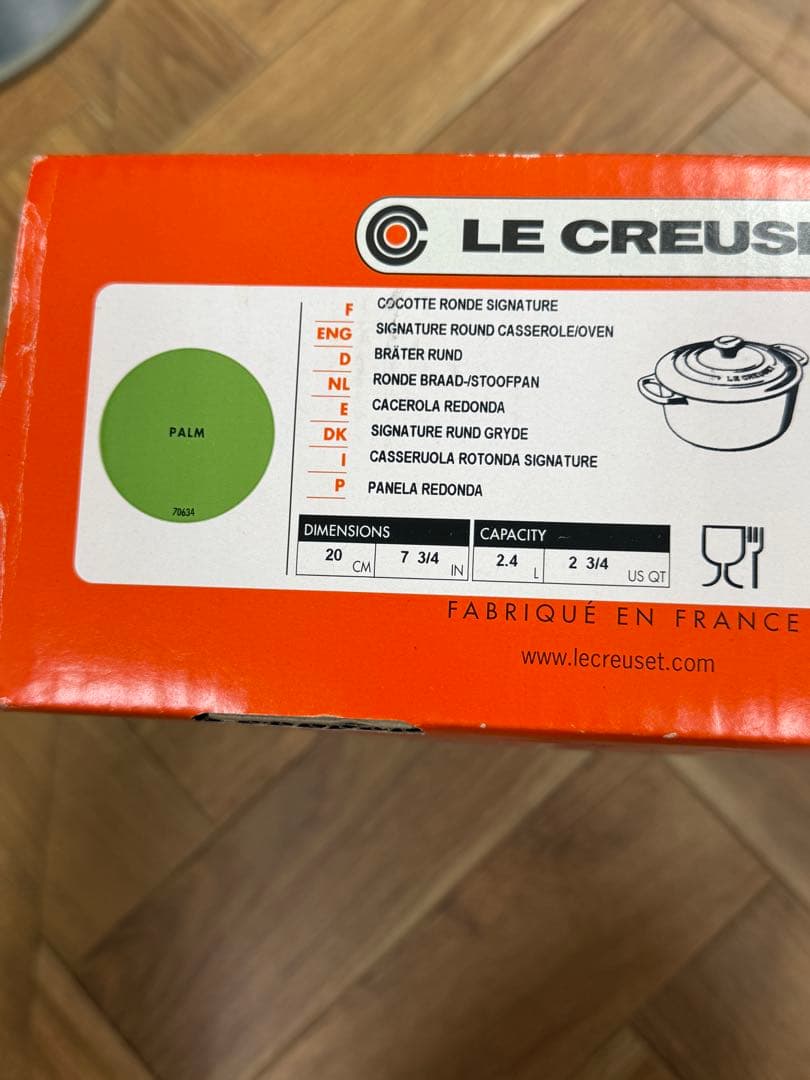 LE CREUSE
PALM
70634
F COCOTTE RONDE SIGNATURE
ENG SIGNATURE ROUND CASSEROLE/OVEN
D BRÄTER RUND
NL RONDE BRAAD-/STOOFPAN
E CACEROLA REDONDA
DK SIGNATURE RUND GRYDE
I CASSERUOLA ROTONDA SIGNATURE
P PANELA REDONDA
LE CREUSET
DIMENSIONS CAPACITY
20 CM 7 3/4 IN 2.4 L 2 3/4 US QT
FABRIQUÉ EN FRANCE
www.lecreuset.com